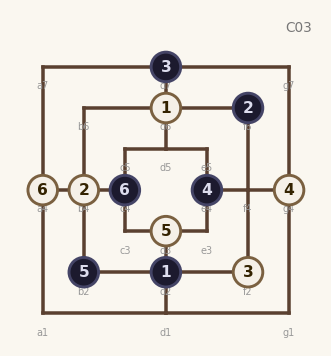 C03
3
a7 d7 g7
1 2
b6 d6 f6
c5 d5 e5
6 2 6 4 4
a4 b4 c4 e4 f4 g4
5
c3 d3 e3
5 1 3
b2 d2 f2
a1 d1 g1